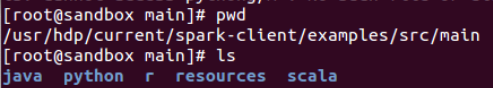 [root@sandbox main]# pwd
/usr/hdp/current/spark-client/examples/src/main
[root@sandbox main]# ls
java python r resources scala